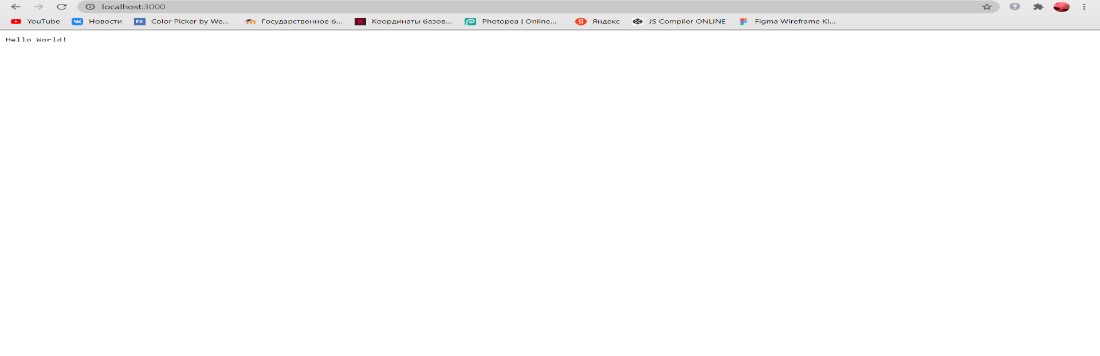 localhost:3000
YouTube Новости Color Picker by We... Государственное б... Координаты базов... Photopea | Online... Яндекс JS Compiler ONLINE Figma Wireframe Ki...
Hello World!